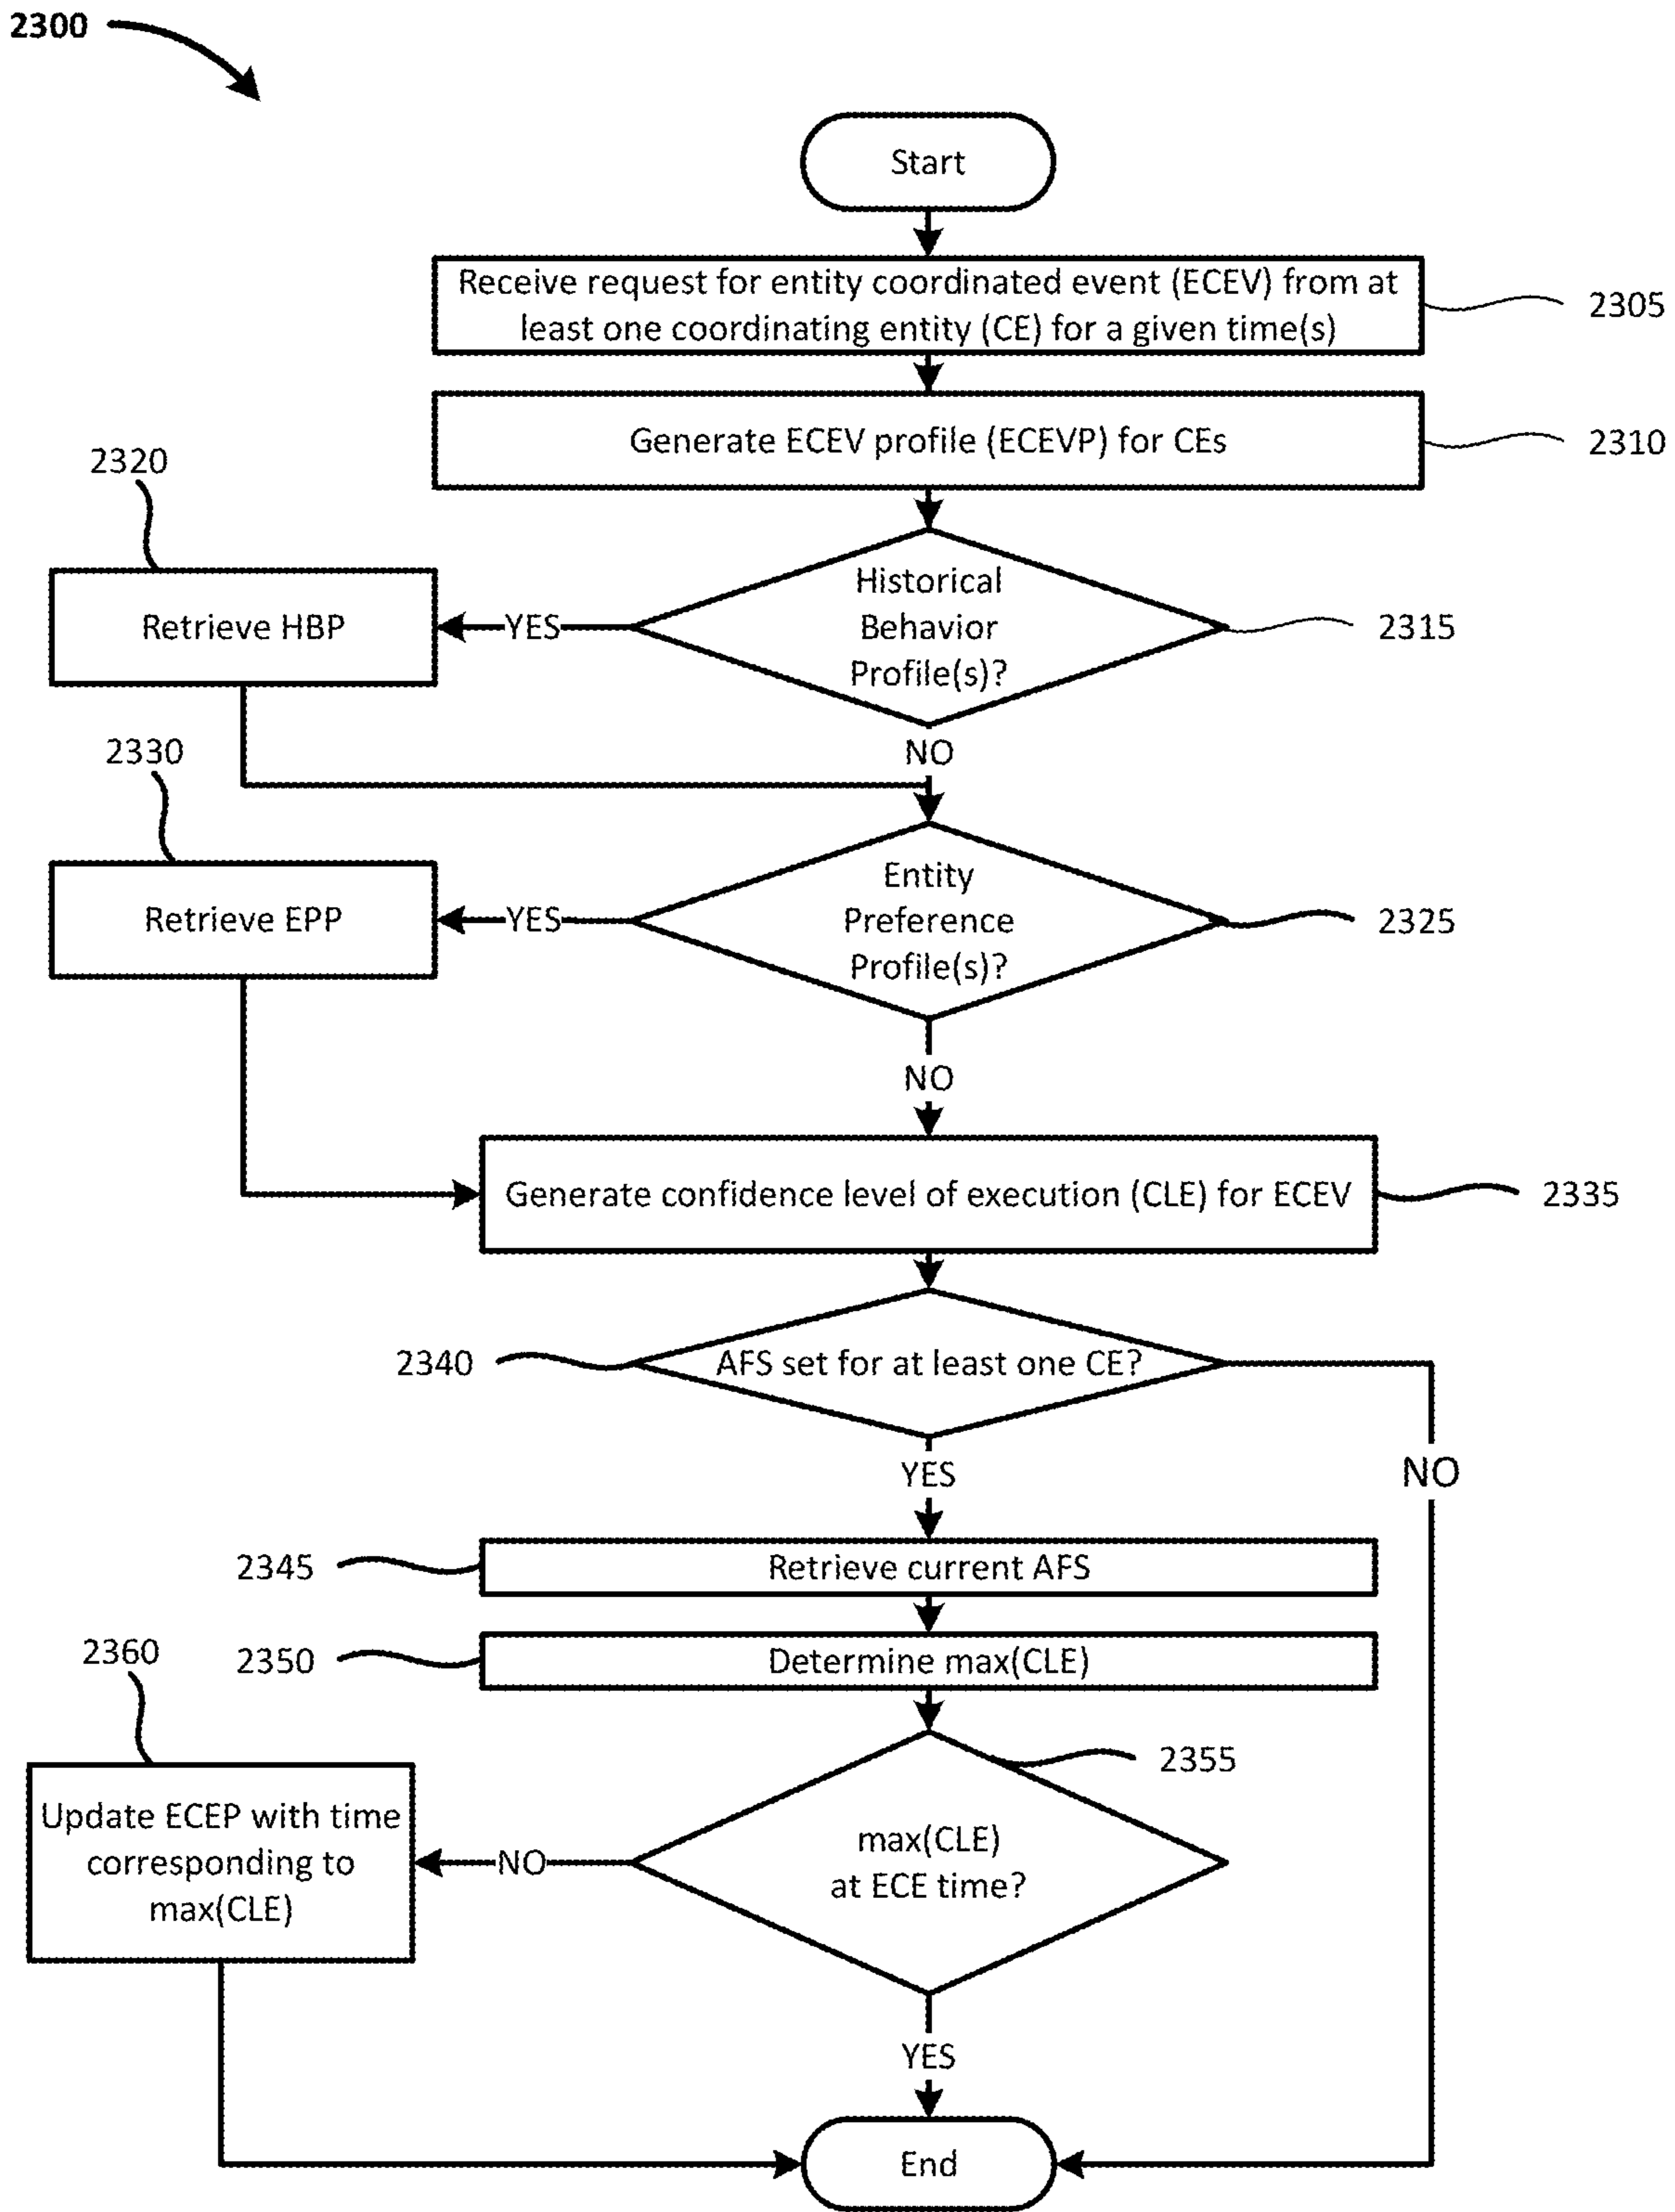 2300
Start
Receive request for entity coordinated event (ECEV) from at
least one coordinating entity (CE) for a given time(s)
2305
Generate ECEV profile (ECEVP) for CEs
2310
2320
Historical
Behavior
Profile(s)?
2315
YES
Retrieve HBP
NO
2330
Entity
Preference
Profile(s)?
2325
YES
Retrieve EPP
NO
Generate confidence level of execution (CLE) for ECEV
2335
2340
AFS set for at least one CE?
YES
NO
2345
Retrieve current AFS
2360
2350
Determine max(CLE)
2355
max(CLE)
at ECE time?
NO
Update ECEP with time
corresponding to
max(CLE)
YES
End